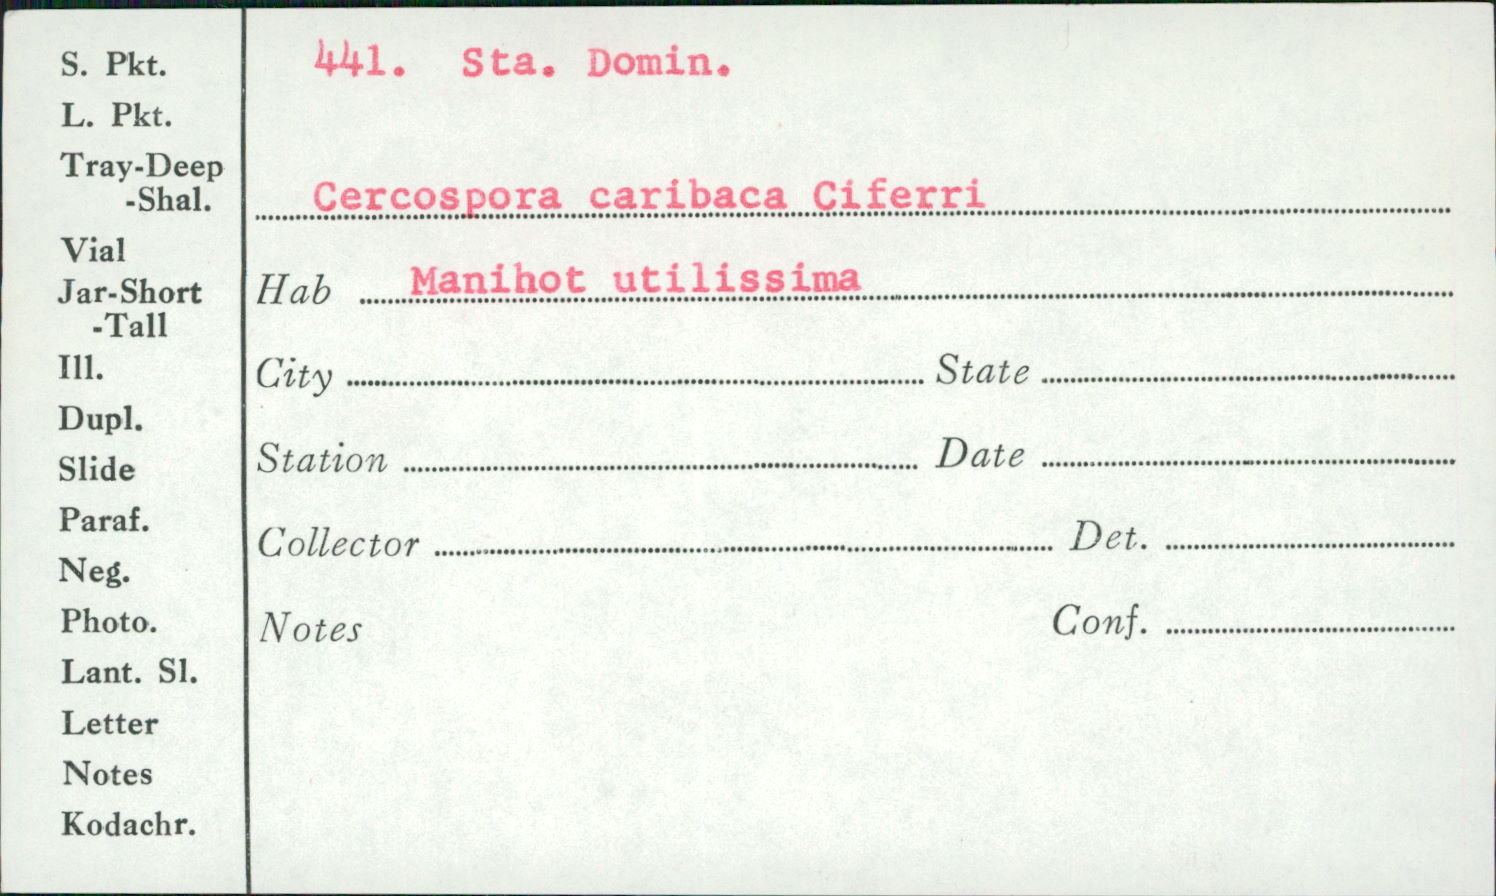 S. Pkt.
L. Pkt.
Tray-Deep
-Shal.
Vial
Jar-Short
-Tall
Ill.
Dupl.
Slide
Paraf.
Neg.
Photo.
Lant. Sl.
Letter
Notes
Kodachr.
441. Sta. Domin.
Cercospora caribaca Ciferri
Hab Manihot utilissima
City State
Station Date
Collector Det.
Notes Conf.